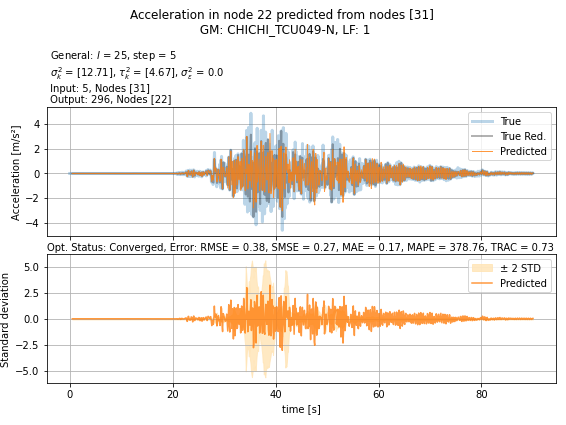 Acceleration in node 22 predicted from nodes [31]
GM: CHICHI_TCU049-N, LF: 1
General: l = 25, step = 5
σ²ₖ = [12.71], τ²ₖ = [4.67], σ²ε = 0.0
Input: 5, Nodes [31]
Output: 296, Nodes [22]
Acceleration [m/s²]
4
2
0
−2
−4
True
True Red.
Predicted
Opt. Status: Converged, Error: RMSE = 0.38, SMSE = 0.27, MAE = 0.17, MAPE = 378.76, TRAC = 0.73
Standard deviation
5.0
2.5
0.0
−2.5
−5.0
± 2 STD
Predicted
0 20 40 60 80
time [s]